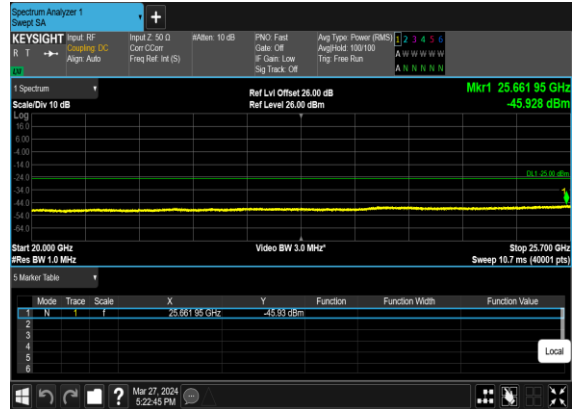 Spectrum Analyzer 1
Swept SA
+
KEYSIGHT
R T
Input: RF
Coupling: DC
Align: Auto
Input Z: 50 Ω
Corr CCorr
Freq Ref: Int (S)
#Atten: 10 dB
PNO: Fast
Gate: Off
IF Gain: Low
Sig Track: Off
Avg Type: Power (RMS)
Avg|Hold: 100/100
Trig: Free Run
1 2 3 4 5 6
A W W W W W
A N N N N N
1 Spectrum
Scale/Div 10 dB
Ref Lvl Offset 26.00 dB
Ref Level 26.00 dBm
Mkr1 25.661 95 GHz
-45.928 dBm
Log
16.0
6.00
-4.00
-14.0
-24.0
-34.0
-44.0
-54.0
-64.0
DL1 -25.00 dBm
1
Start 20.000 GHz
#Res BW 1.0 MHz
Video BW 3.0 MHz*
Stop 25.700 GHz
Sweep 10.7 ms (40001 pts)
5 Marker Table
Mode Trace Scale X Y Function Function Width Function Value
1 N 1 f 25.661 95 GHz -45.93 dBm
2
3
4
5
6
Local
?
Mar 27, 2024
5:22:45 PM